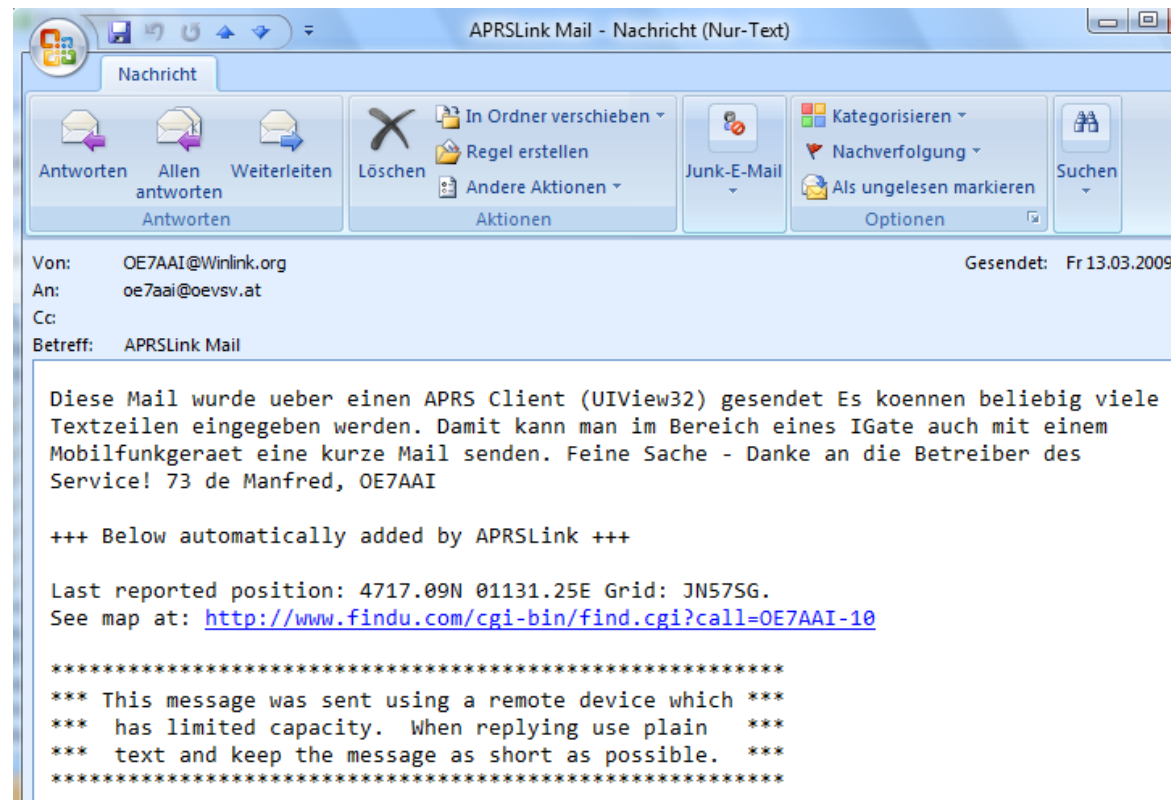 APRSLink Mail - Nachricht (Nur-Text)
Nachricht
Antworten
Allen antworten
Weiterleiten
Antworten
Löschen
In Ordner verschieben
Regel erstellen
Andere Aktionen
Aktionen
Junk-E-Mail
Kategorisieren
Nachverfolgung
Als ungelesen markieren
Optionen
Suchen
Von: OE7AAI@Winlink.org Gesendet: Fr 13.03.2009
An: oe7aai@oevsv.at
Cc:
Betreff: APRSLink Mail
Diese Mail wurde ueber einen APRS Client (UIView32) gesendet Es koennen beliebig viele
Textzeilen eingegeben werden. Damit kann man im Bereich eines IGate auch mit einem
Mobilfunkgeraet eine kurze Mail senden. Feine Sache - Danke an die Betreiber des
Service! 73 de Manfred, OE7AAI
+++ Below automatically added by APRSLink +++
Last reported position: 4717.09N 01131.25E Grid: JN57SG.
See map at: http://www.findu.com/cgi-bin/find.cgi?call=OE7AAI-10
*********************************************************
*** This message was sent using a remote device which ***
*** has limited capacity. When replying use plain ***
*** text and keep the message as short as possible. ***
*********************************************************